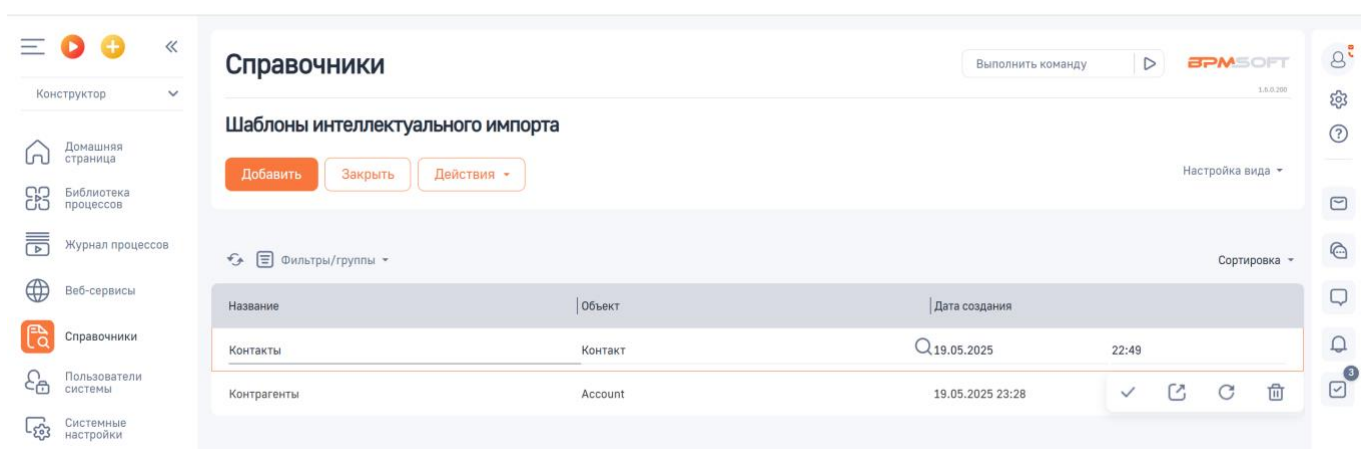 Справочники
Выполнить команду
BPMSOFT
1.6.0.200
Конструктор
Шаблоны интеллектуального импорта
Добавить
Закрыть
Действия
Настройка вида
Домашняя
страница
Библиотека
процессов
Журнал процессов
Веб-сервисы
Справочники
Пользователи
системы
Системные
настройки
Фильтры/группы
Сортировка
Название
Объект
Дата создания
Контакты
Контакт
19.05.2025
22:49
Контрагенты
Account
19.05.2025 23:28
3